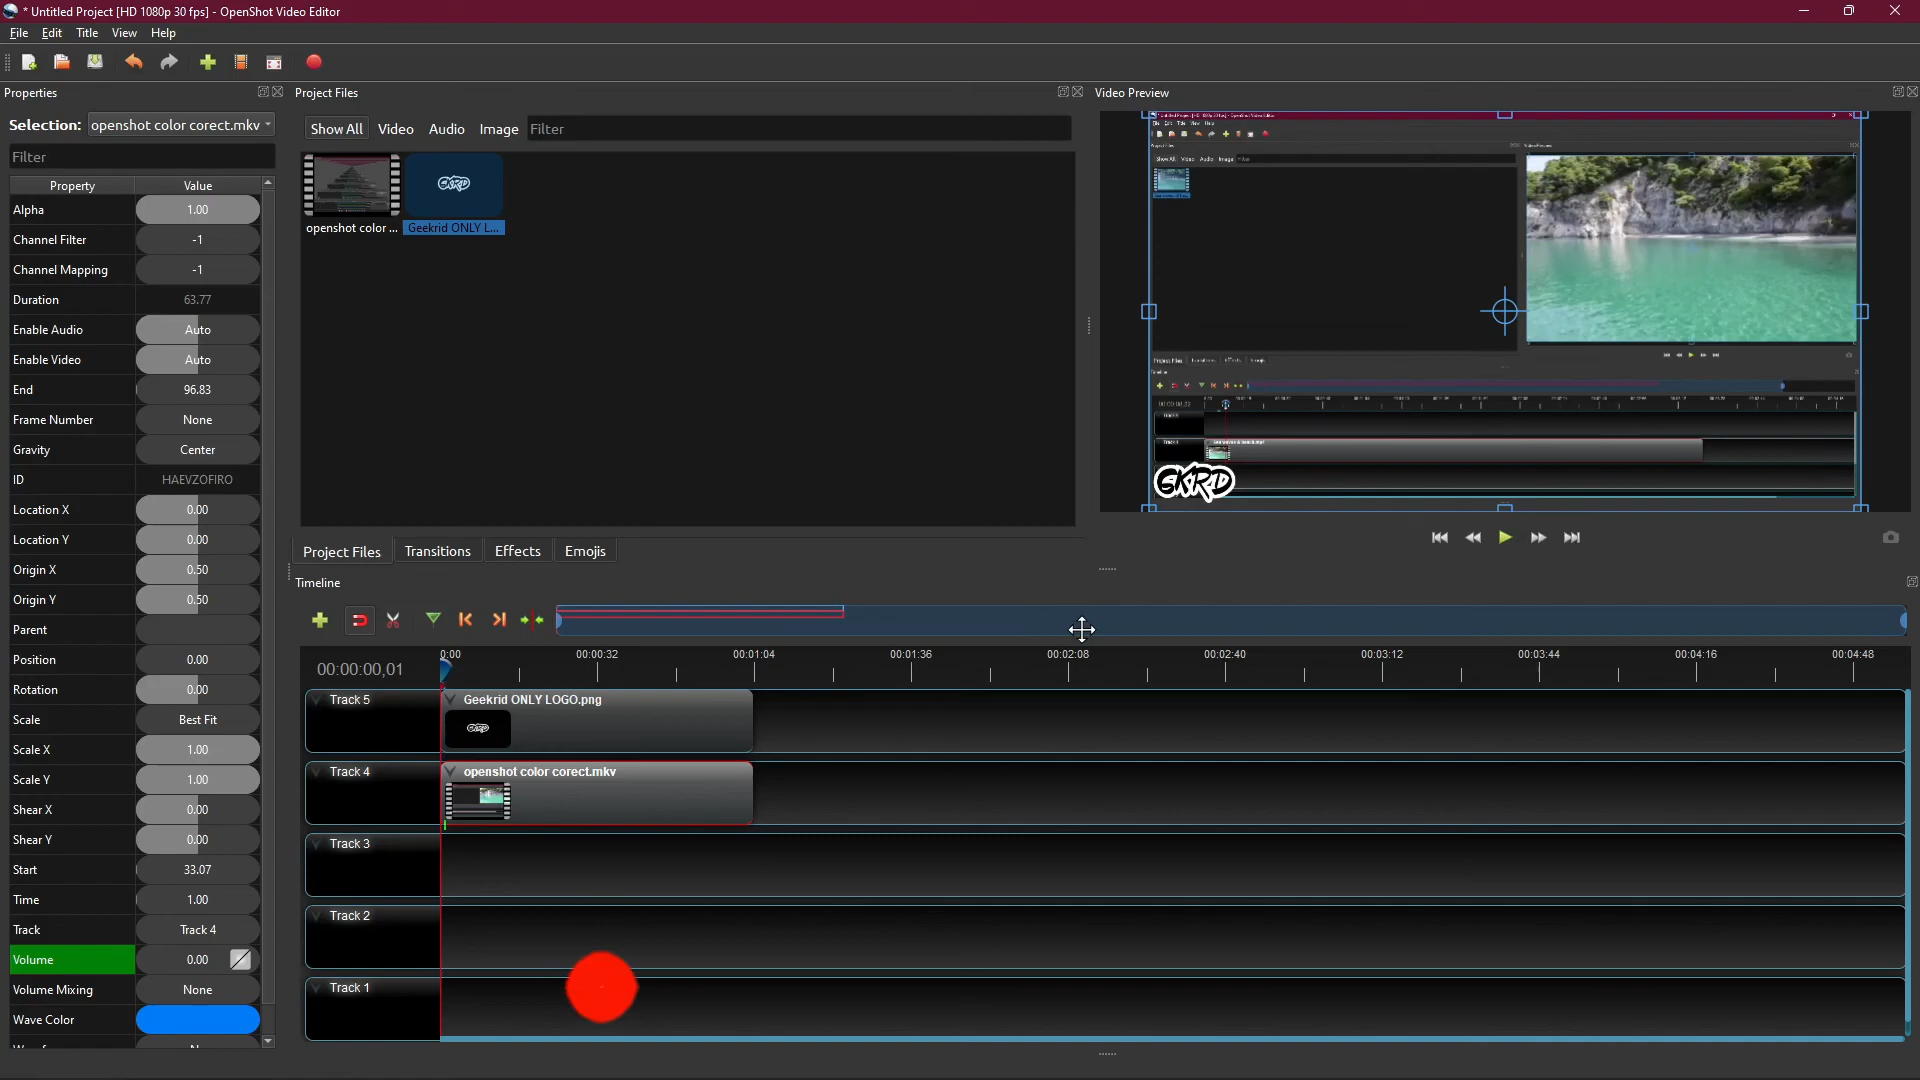 * Untitled Project [HD 1080p 30 fps] - OpenShot Video Editor
File Edit Title View Help
Properties
Project Files
Video Preview
Selection: openshot color corect.mkv
Show All Video Audio Image Filter
Filter
Property Value
Alpha 1.00
Channel Filter -1
Channel Mapping -1
Duration 63.77
Enable Audio Auto
Enable Video Auto
End 96.83
Frame Number None
Gravity Center
ID HAEVZOFIRO
Location X 0.00
Location Y 0.00
Origin X 0.50
Origin Y 0.50
Parent
Position 0.00
Rotation 0.00
Scale Best Fit
Scale X 1.00
Scale Y 1.00
Shear X 0.00
Shear Y 0.00
Start 33.07
Time 1.00
Track Track 4
Volume 0.00
Volume Mixing None
Wave Color
GKRD
openshot color ... Geekrid ONLY L...
GKRD
Project Files Transitions Effects Emojis
Timeline
00:00:00,01
0:00 00:00:32 00:01:04 00:01:36 00:02:08 00:02:40 00:03:12 00:03:44 00:04:16 00:04:48
Track 5 Geekrid ONLY LOGO.png
GKRD
Track 4 openshot color corect.mkv
Track 3
Track 2
Track 1